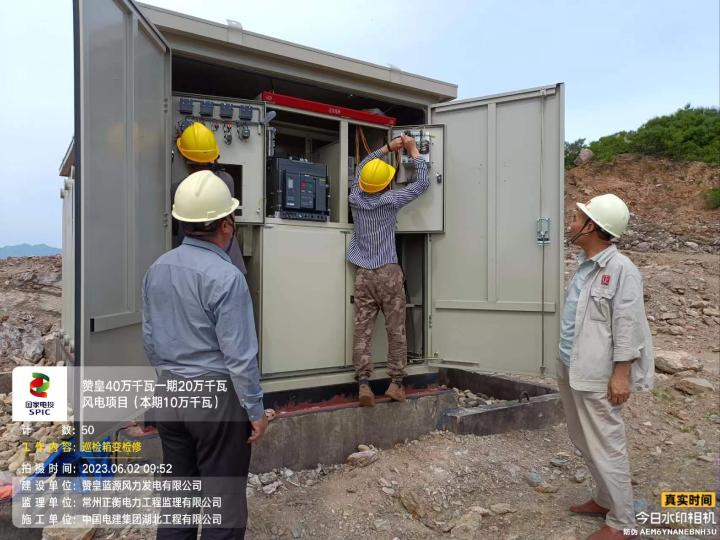 国家电投
SPIC
赞皇40万千瓦一期20万千瓦
风电项目（本期10万千瓦）
计 数：50
工作内容：巡检箱变检修
拍摄时间：2023.06.02 09:52
建设单位：赞皇蓝源风力发电有限公司
监理单位：常州正衡电力工程监理有限公司
施工单位：中国电建集团湖北工程有限公司
真实时间
今日水印相机
防伪 AEM6YNANEBNH3U